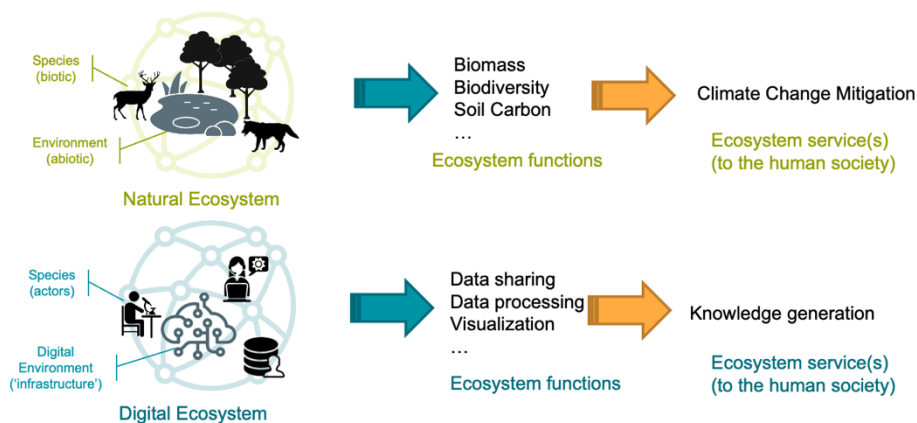 Species
(biotic)
Environment
(abiotic)
Natural Ecosystem
Biomass
Biodiversity
Soil Carbon
…
Ecosystem functions
Climate Change Mitigation
Ecosystem service(s)
(to the human society)
Species
(actors)
Digital
Environment
('infrastructure')
Digital Ecosystem
Data sharing
Data processing
Visualization
…
Ecosystem functions
Knowledge generation
Ecosystem service(s)
(to the human society)